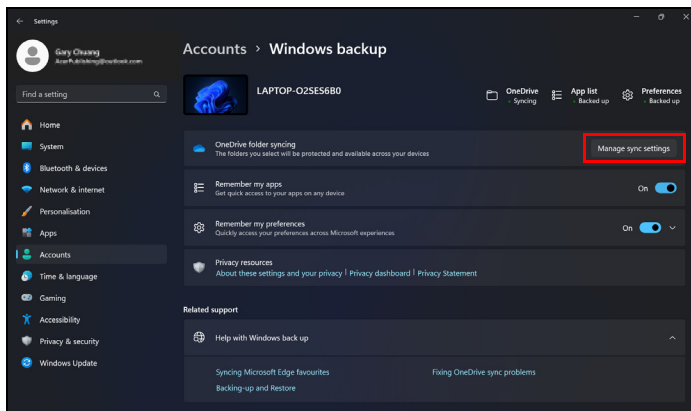 Settings
Gary Chuang
AcerPublishing@outlook.com
Find a setting
Home
System
Bluetooth & devices
Network & internet
Personalisation
Apps
Accounts
Time & language
Gaming
Accessibility
Privacy & security
Windows Update
Accounts > Windows backup
LAPTOP-O2SES6B0
OneDrive
Syncing
App list
Backed up
Preferences
Backed up
OneDrive folder syncing
The folders you select will be protected and available across your devices
Manage sync settings
Remember my apps
Get quick access to your apps on any device
On
Remember my preferences
Quickly access your preferences across Microsoft experiences
On
Privacy resources
About these settings and your privacy | Privacy dashboard | Privacy Statement
Related support
Help with Windows back up
Syncing Microsoft Edge favourites
Fixing OneDrive sync problems
Backing-up and Restore